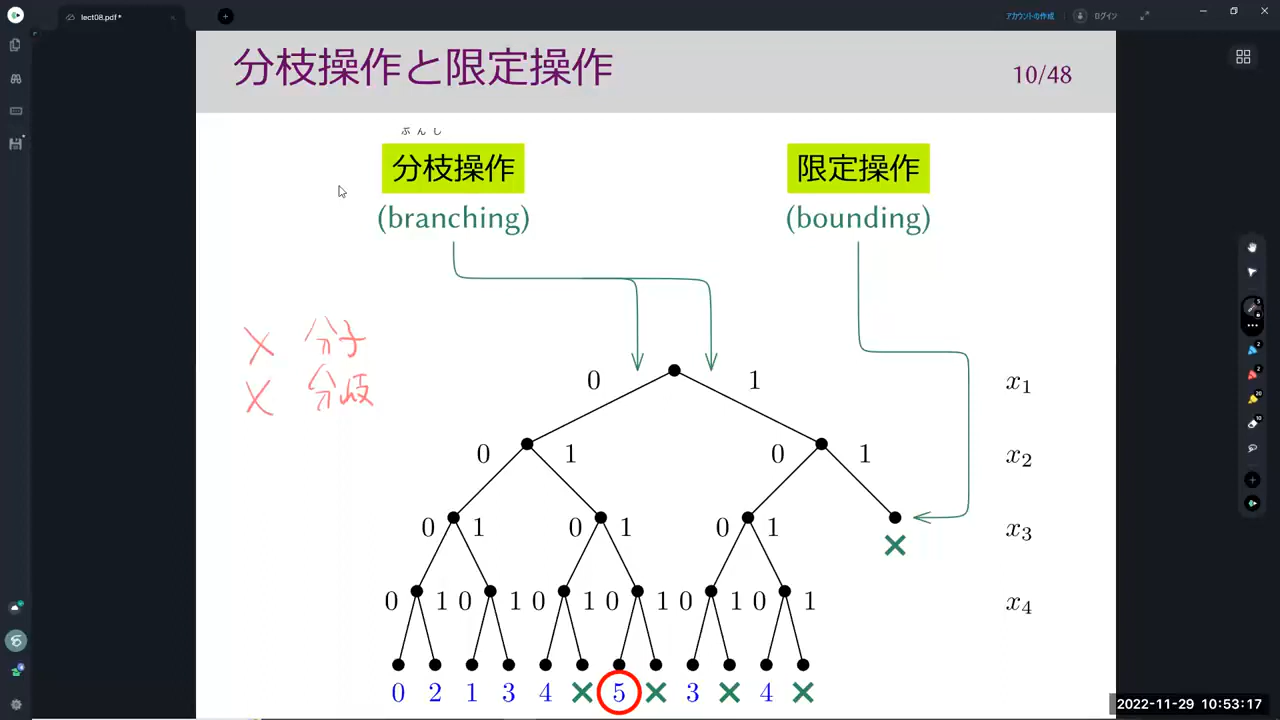 lect08.pdf*
アカウントの作成 ログイン
分枝操作と限定操作
10/48
ぶんし
分枝操作
限定操作
(branching)
(bounding)
× 分子
× 分岐
0 1 x1
0 1 0 1 x2
0 1 0 1 0 1 x3
×
0 1 0 1 0 1 0 1 0 1 0 1 x4
0 2 1 3 4 × 5 × 3 × 4 ×
2022-11-29 10:53:17